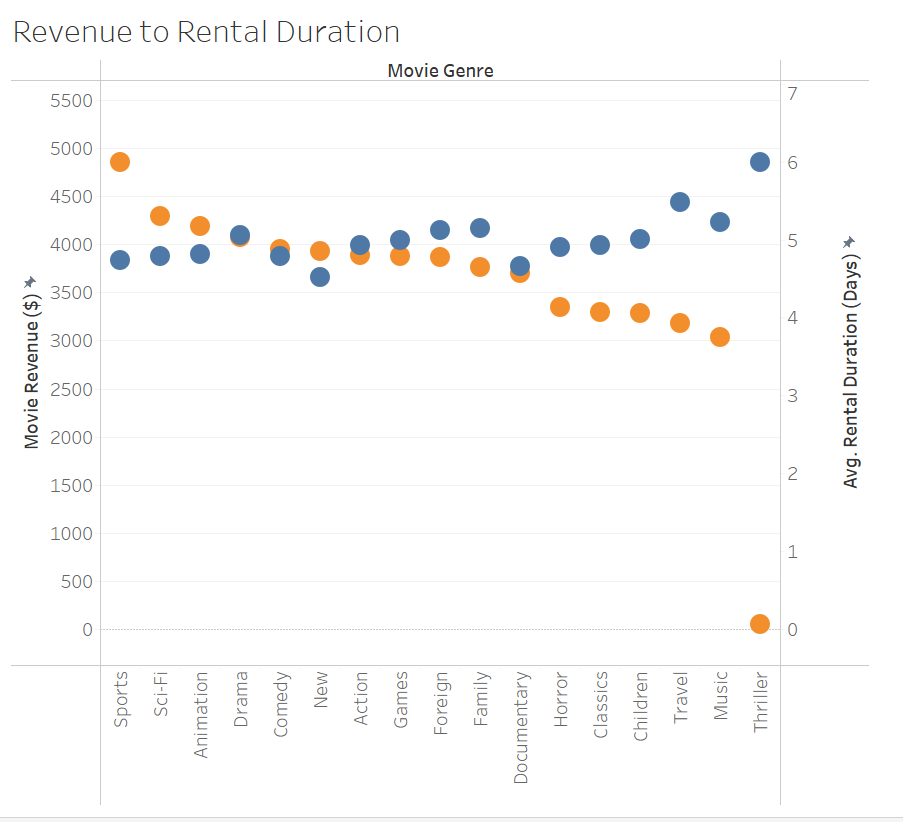 Revenue to Rental Duration
Movie Genre
5500
5000
4500
4000
3500
3000
2500
2000
1500
1000
500
0
Movie Revenue ($)
7
6
5
4
3
2
1
0
Avg. Rental Duration (Days)
Sports
Sci-Fi
Animation
Drama
Comedy
New
Action
Games
Foreign
Family
Documentary
Horror
Classics
Children
Travel
Music
Thriller